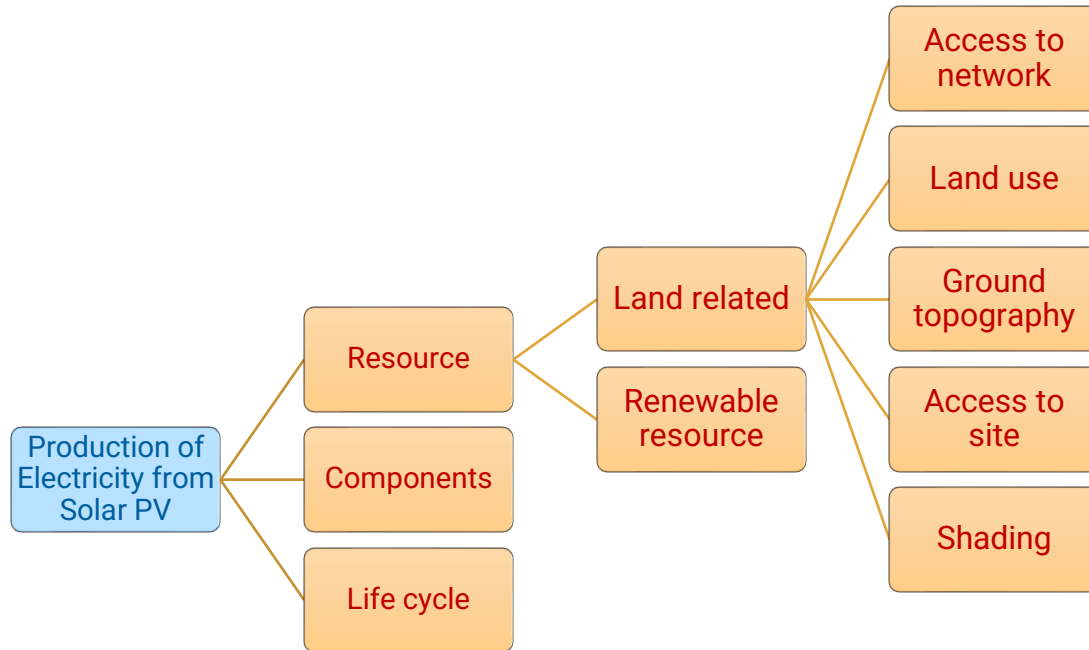 Access to
network
Land use
Ground
topography
Land related
Resource
Renewable
resource
Access to
site
Production of
Electricity from
Solar PV
Components
Shading
Life cycle